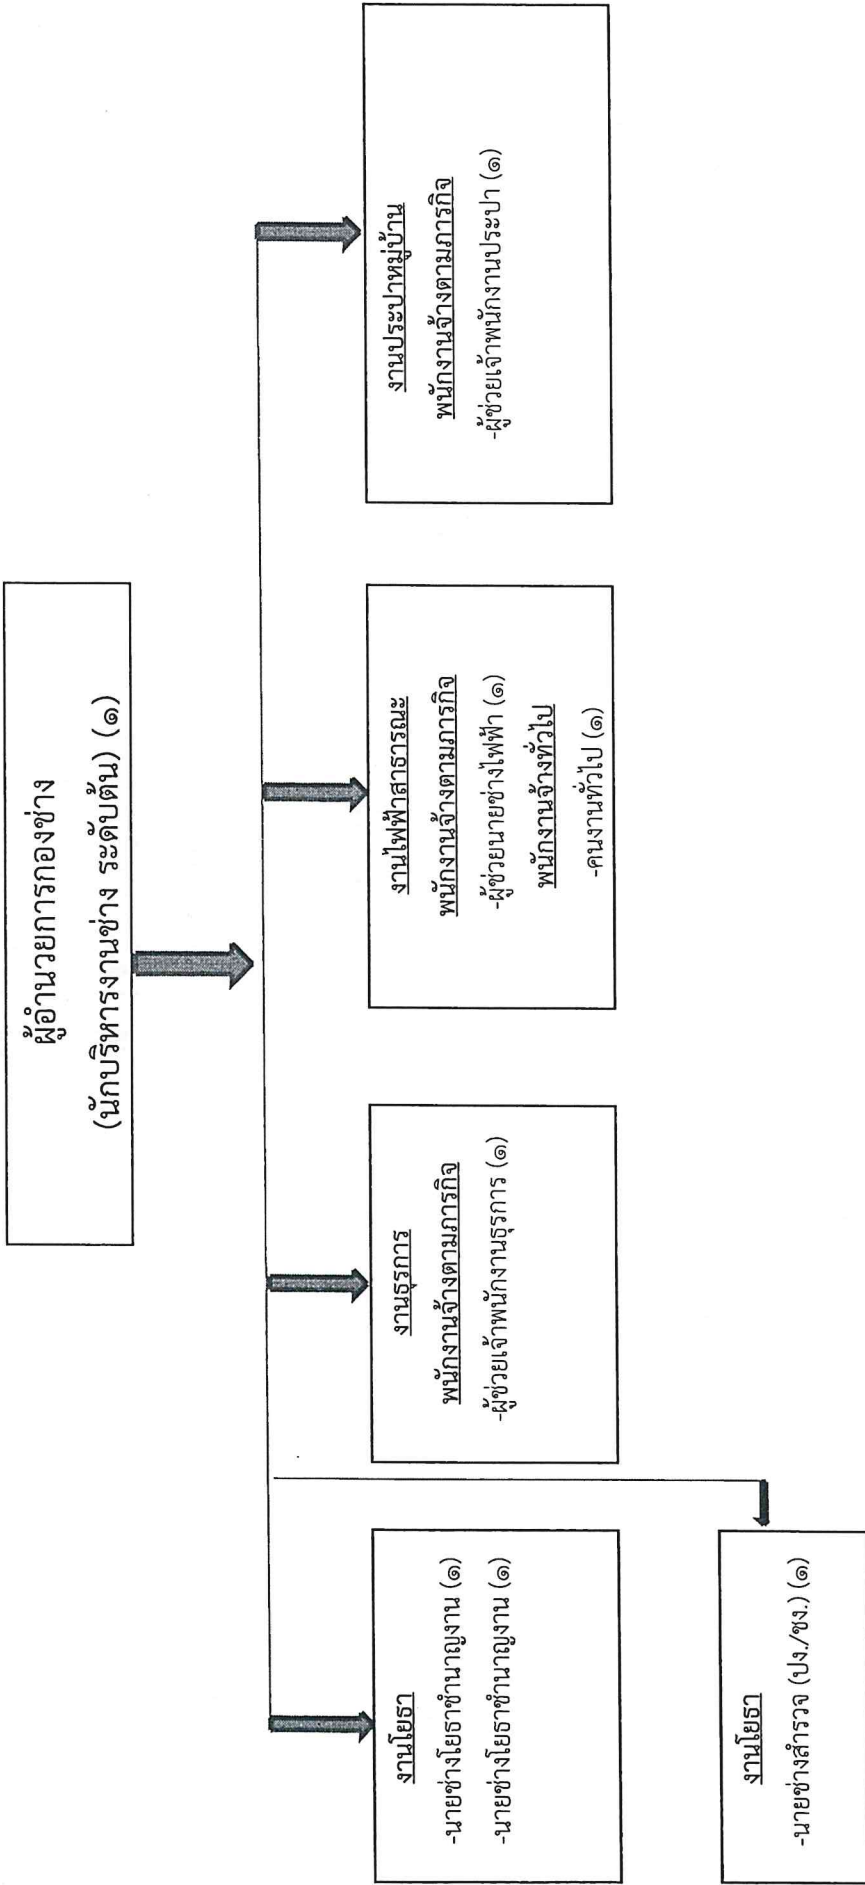 ผู้อำนวยการกองช่าง
(นักบริหารงานช่าง ระดับต้น) (๑)
งานโยธา
-นายช่างโยธาชำนาญงาน (๑)
-นายช่างโยธาชำนาญงาน (๑)
งานธุรการ
พนักงานจ้างตามภารกิจ
-ผู้ช่วยเจ้าพนักงานธุรการ (๑)
งานไฟฟ้าสาธารณะ
พนักงานจ้างตามภารกิจ
-ผู้ช่วยนายช่างไฟฟ้า (๑)
พนักงานจ้างทั่วไป
-คนงานทั่วไป (๑)
งานประปาหมู่บ้าน
พนักงานจ้างตามภารกิจ
-ผู้ช่วยเจ้าพนักงานประปา (๑)
งานโยธา
-นายช่างสำรวจ (ปง./ชง.) (๑)